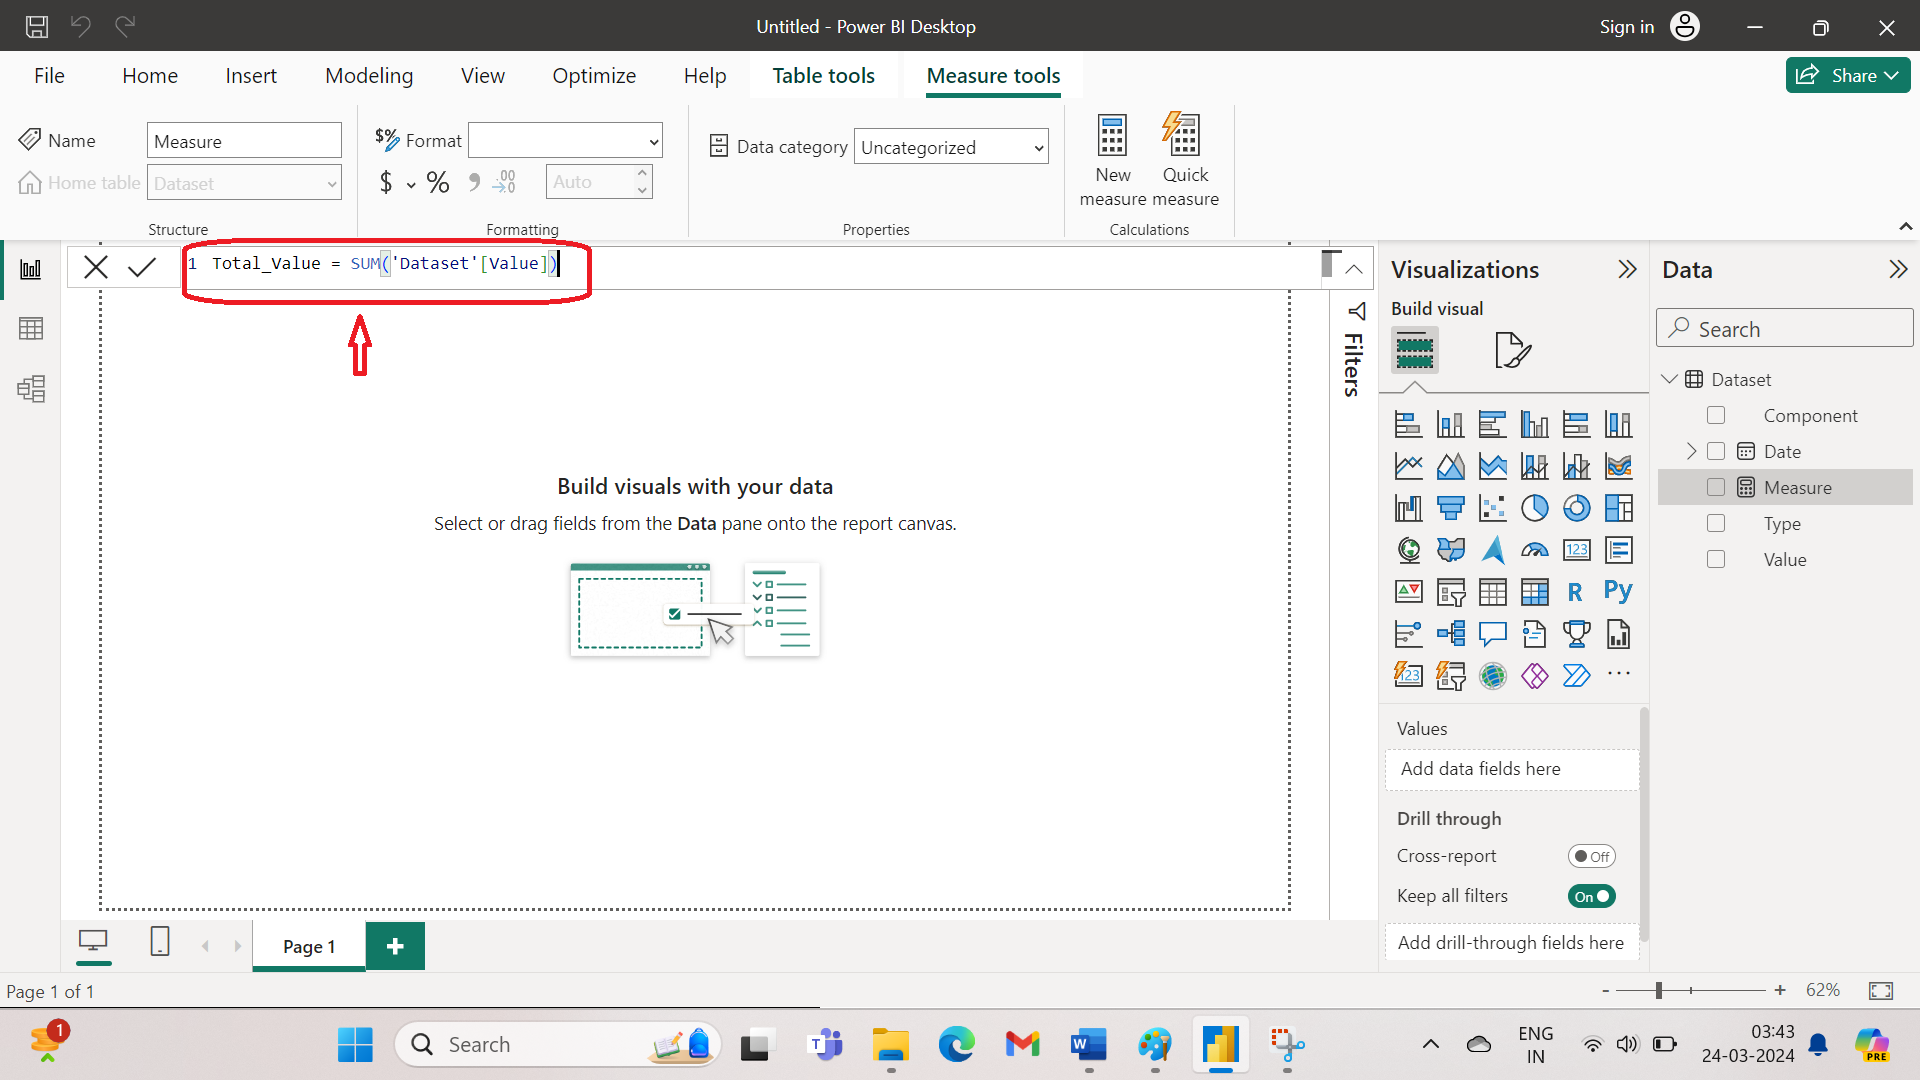 Untitled - Power BI Desktop
Sign in
File Home Insert Modeling View Optimize Help Table tools Measure tools
Share
Name
Measure
Home table
Dataset
Structure
$% Format
$ % 9 .00
Auto
Formatting
Data category
Uncategorized
Properties
New
measure
Quick
measure
Calculations
1 Total_Value = SUM('Dataset'[Value])
Build visuals with your data
Select or drag fields from the Data pane onto the report canvas.
Filters
Visualizations
Build visual
123
R Py
123
...
Values
Add data fields here
Drill through
Cross-report
Off
Keep all filters
On
Add drill-through fields here
Data
Search
Dataset
Component
Date
Measure
Type
Value
Page 1
+
Page 1 of 1
- + 62%
1
Search
T
W
ENG
IN
03:43
24-03-2024
PRE